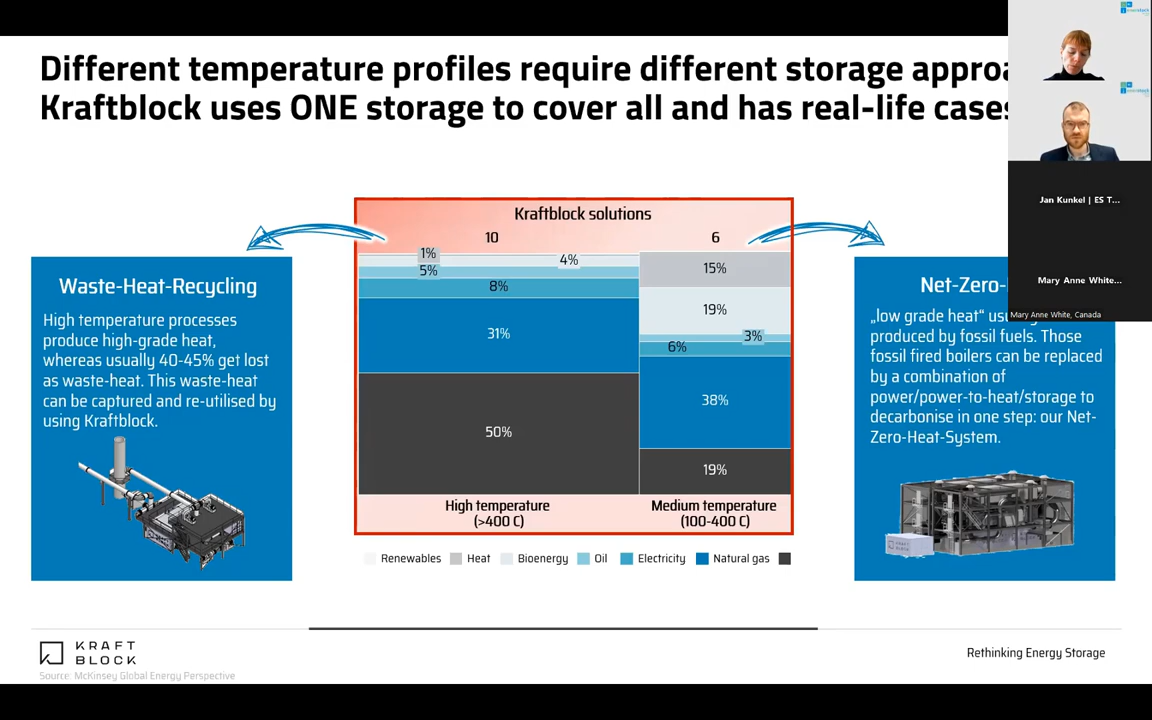 Different temperature profiles require different storage
Kraftblock uses ONE storage to cover all and has real-life cases
Jan Kunkel | ES T...
Mary Anne White...
Mary Anne White, Canada
Waste-Heat-Recycling
High temperature processes
produce high-grade heat,
whereas usually 40-45% get lost
as waste-heat. This waste-heat
can be captured and re-utilised by
using Kraftblock.
Kraftblock solutions
10
6
1%
4%
5%
8%
31%
50%
15%
19%
3%
6%
38%
19%
High temperature
(>400 C)
Medium temperature
(100-400 C)
Renewables Heat Bioenergy Oil Electricity Natural gas
Net-Zero-
„low grade heat“
produced by fossil fuels. Those
fossil fired boilers can be replaced
by a combination of
power/power-to-heat/storage to
decarbonise in one step: our Net-
Zero-Heat-System.
KRAFT
BLOCK
KRAFT
BLOCK
Source: McKinsey Global Energy Perspective
Rethinking Energy Storage